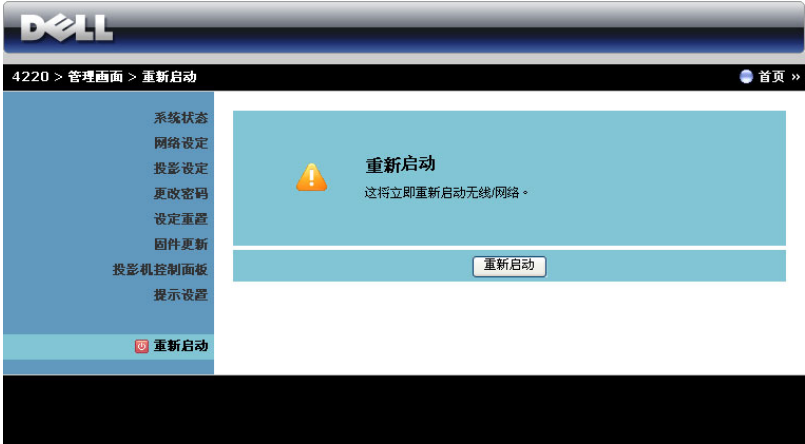 DELL
4220 > 管理画面 > 重新启动
首页 »
系统状态
网络设定
投影设定
更改密码
设定重置
固件更新
投影机控制面板
提示设置
重新启动
重新启动
这将立即重新启动无线/网络。
重新启动